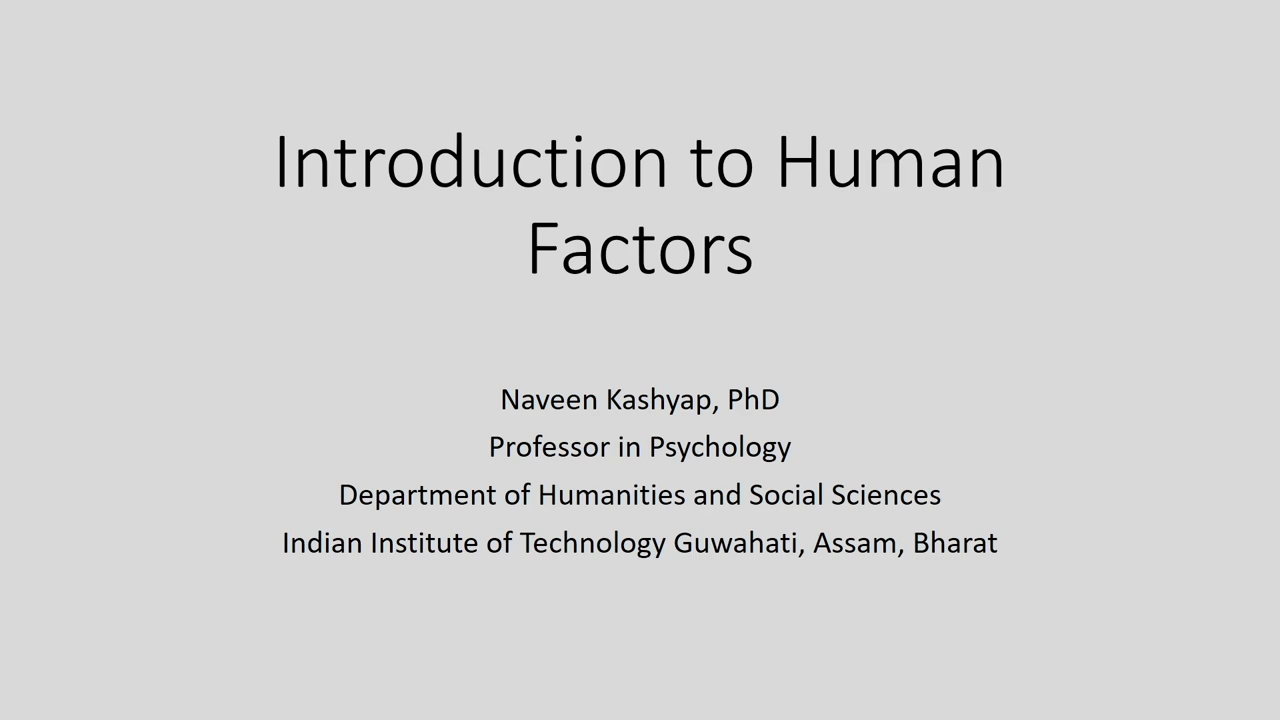 Introduction to Human
Factors
Naveen Kashyap, PhD
Professor in Psychology
Department of Humanities and Social Sciences
Indian Institute of Technology Guwahati, Assam, Bharat